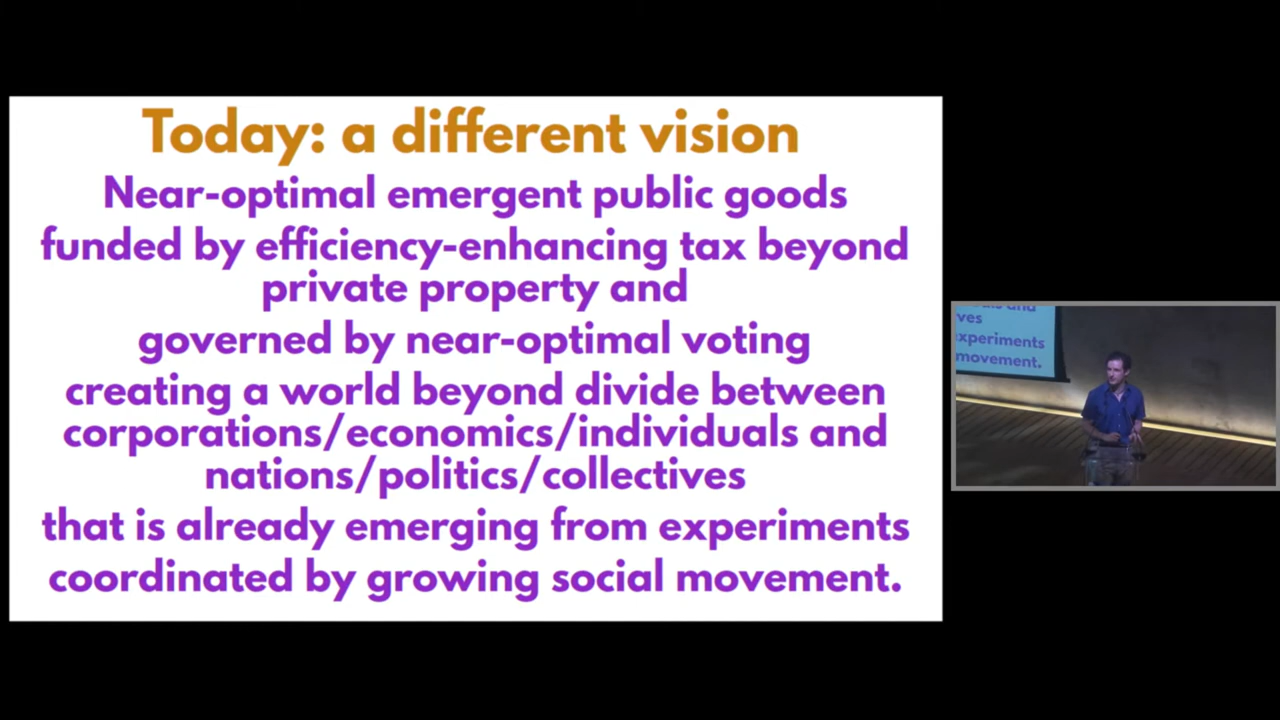 Today: a different vision
Near-optimal emergent public goods
funded by efficiency-enhancing tax beyond
private property and
governed by near-optimal voting
creating a world beyond divide between
corporations/economics/individuals and
nations/politics/collectives
that is already emerging from experiments
coordinated by growing social movement.
and
ves
experiments
movement.